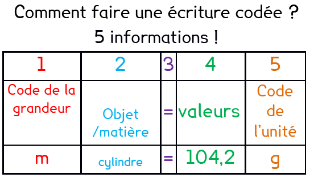 Comment faire une écriture codée ?
5 informations !
1 2 3 4 5
Code de la grandeur
Objet /matière
=
valeurs
Code de l'unité
m cylindre = 104,2 g